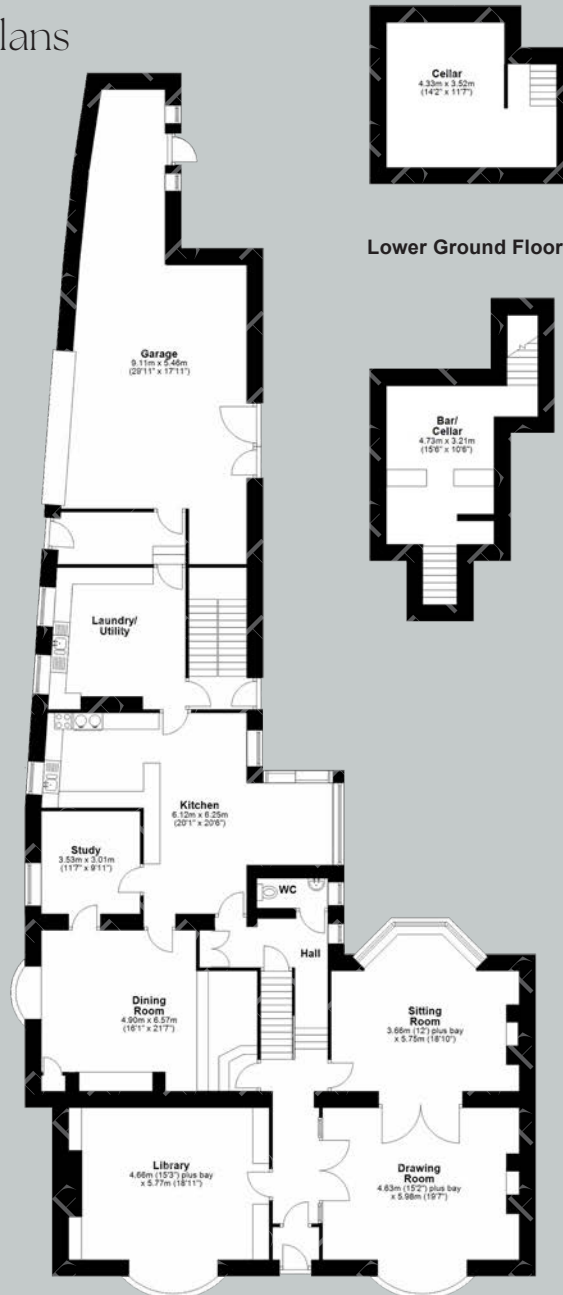 lans
Cellar
4.33m x 3.52m
(14'2" x 11'7")
Lower Ground Floor
Garage
9.11m x 5.46m
(29'11" x 17'11")
Bar/
Cellar
4.73m x 3.21m
(15'6" x 10'6")
Laundry/
Utility
Kitchen
6.12m x 6.25m
(20'1" x 20'6")
Study
3.53m x 3.01m
(11'7" x 9'11")
WC
Hall
Dining
Room
4.90m x 6.57m
(16'1" x 21'7")
Sitting
Room
3.66m (12') plus bay
x 5.75m (18'10")
Library
4.66m (15'3") plus bay
x 5.77m (18'11")
Drawing
Room
4.63m (15'2") plus bay
x 5.98m (19'7")